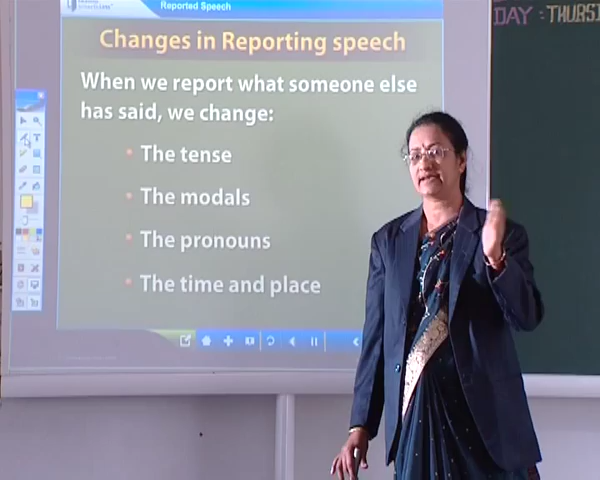 Reported Speech
Changes in Reporting speech
When we report what someone else
has said, we change:
• The tense
• The modals
• The pronouns
• The time and place
DAY : THURS